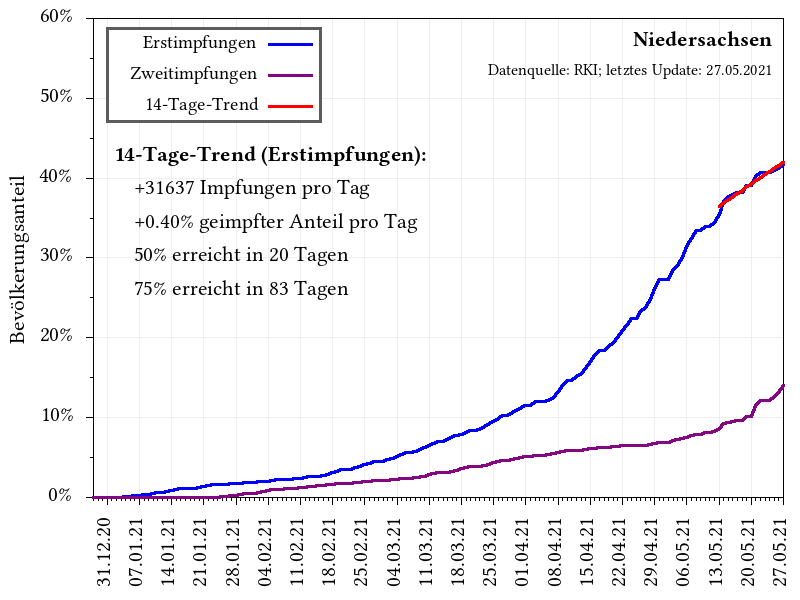 60%
50%
40%
30%
20%
10%
0%
Bevölkerungsanteil
Erstimpfungen
Zweitimpfungen
14-Tage-Trend
Niedersachsen
Datenquelle: RKI; letztes Update: 27.05.2021
14-Tage-Trend (Erstimpfungen):
+31637 Impfungen pro Tag
+0.40% geimpfter Anteil pro Tag
50% erreicht in 20 Tagen
75% erreicht in 83 Tagen
31.12.20
07.01.21
14.01.21
21.01.21
28.01.21
04.02.21
11.02.21
18.02.21
25.02.21
04.03.21
11.03.21
18.03.21
25.03.21
01.04.21
08.04.21
15.04.21
22.04.21
29.04.21
06.05.21
13.05.21
20.05.21
27.05.21